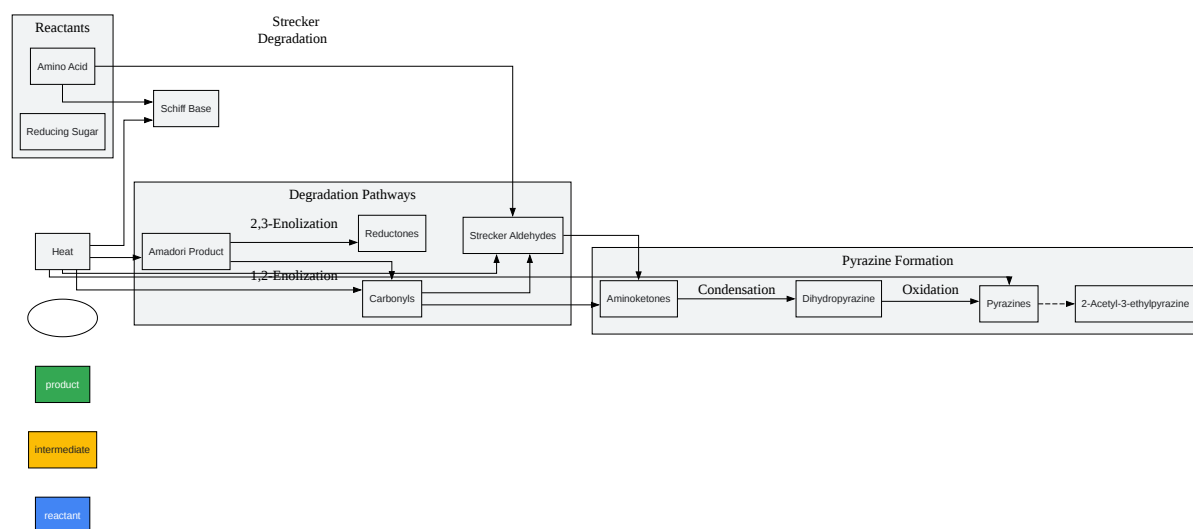 Reactants
Strecker
Degradation
Amino Acid
Schiff Base
Reducing Sugar
Degradation Pathways
2,3-Enolization
Reductones
Strecker Aldehydes
Heat
Amadori Product
1,2-Enolization
Carbonyls
Pyrazine Formation
Aminoketones
Condensation
Dihydropyrazine
Oxidation
Pyrazines
2-Acetyl-3-ethylpyrazine
product
intermediate
reactant